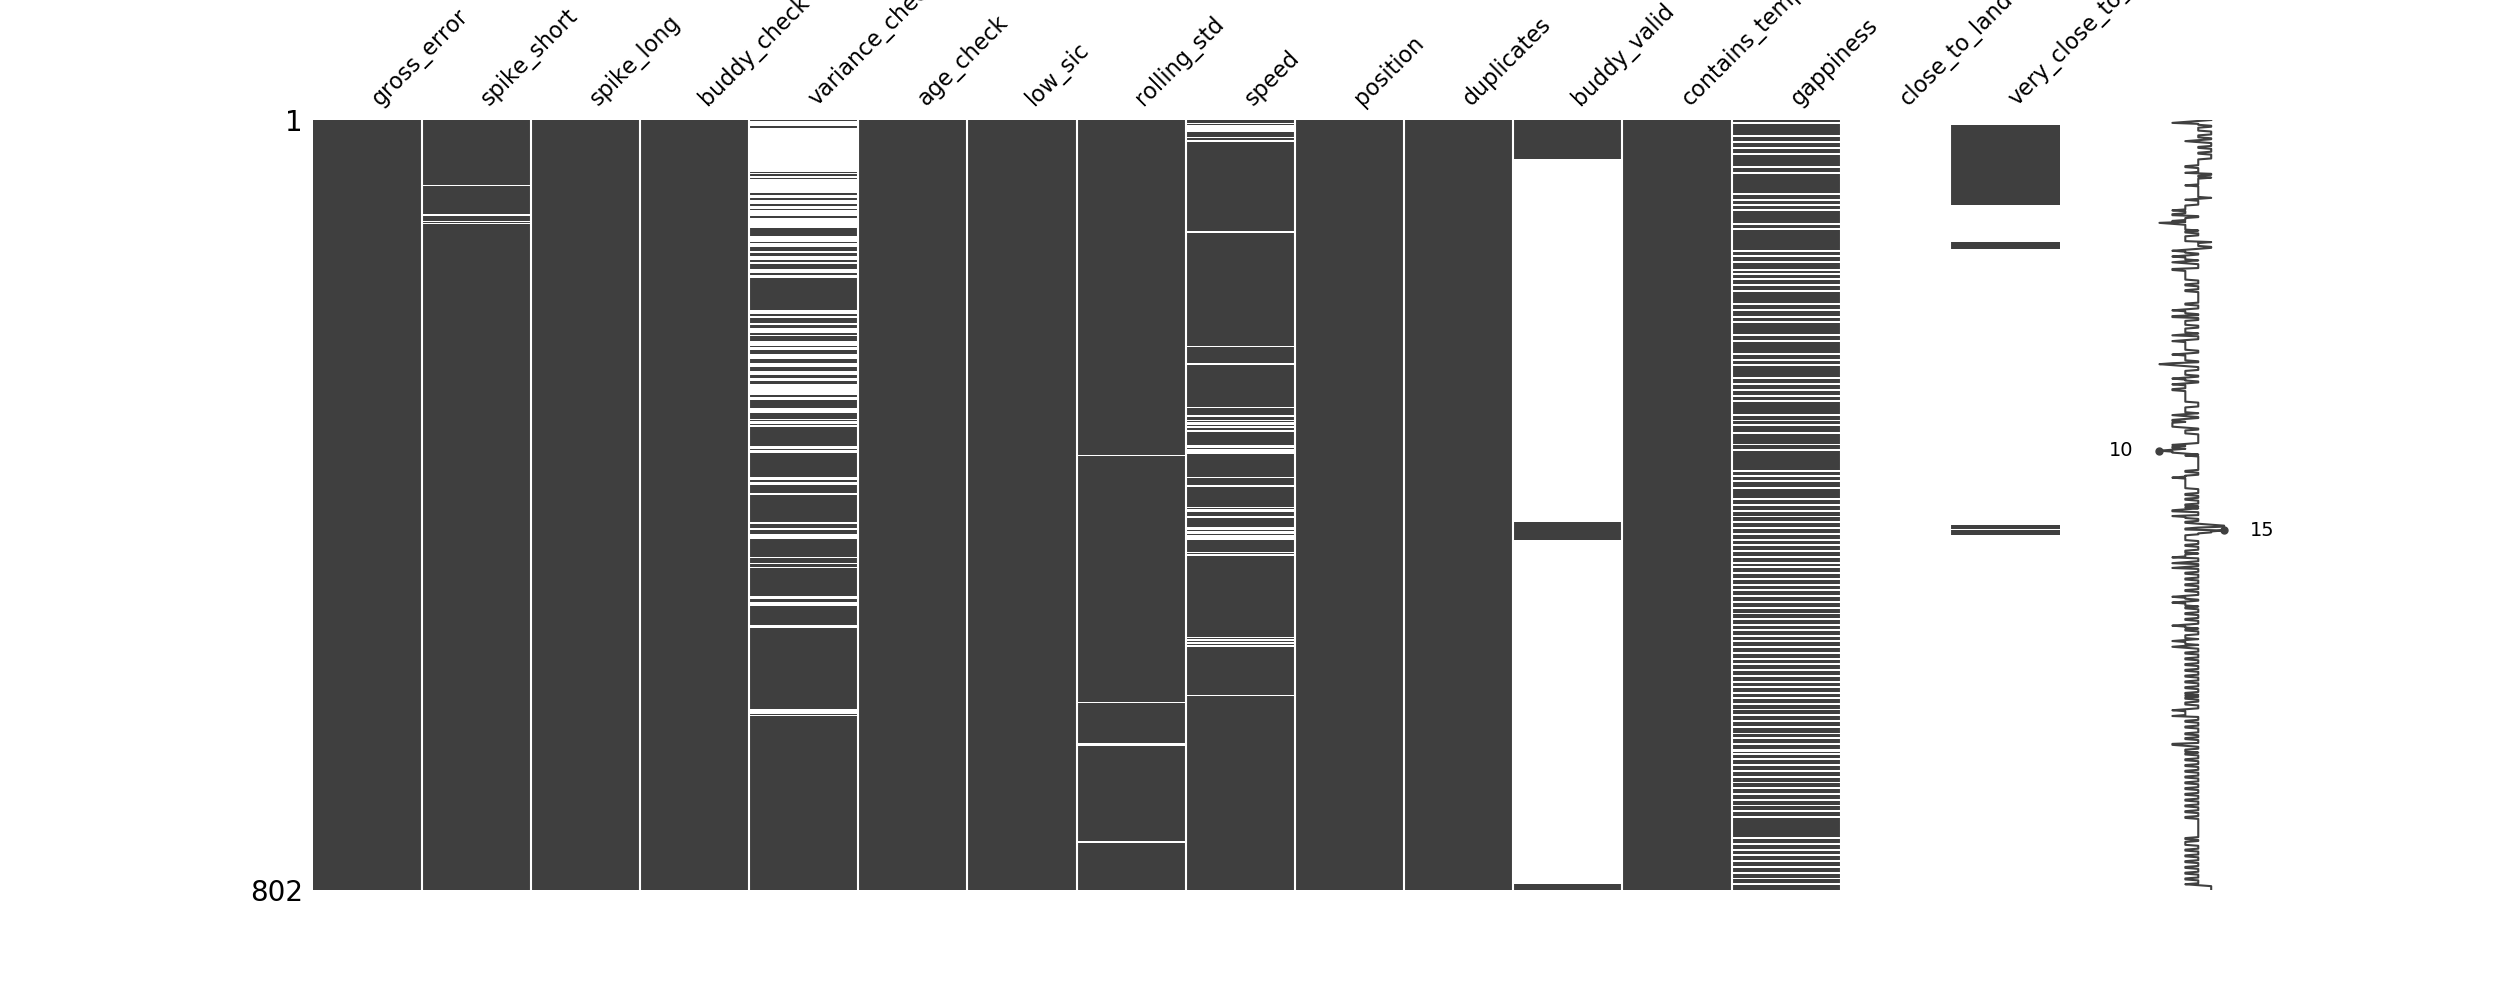 gross_error
spike_short
spike_long
buddy_check
variance_che
age_check
low_sic
rolling_std
speed
position
duplicates
buddy_valid
contains_temp
gappiness
close_to_land
very_close_to_
1
10
15
802